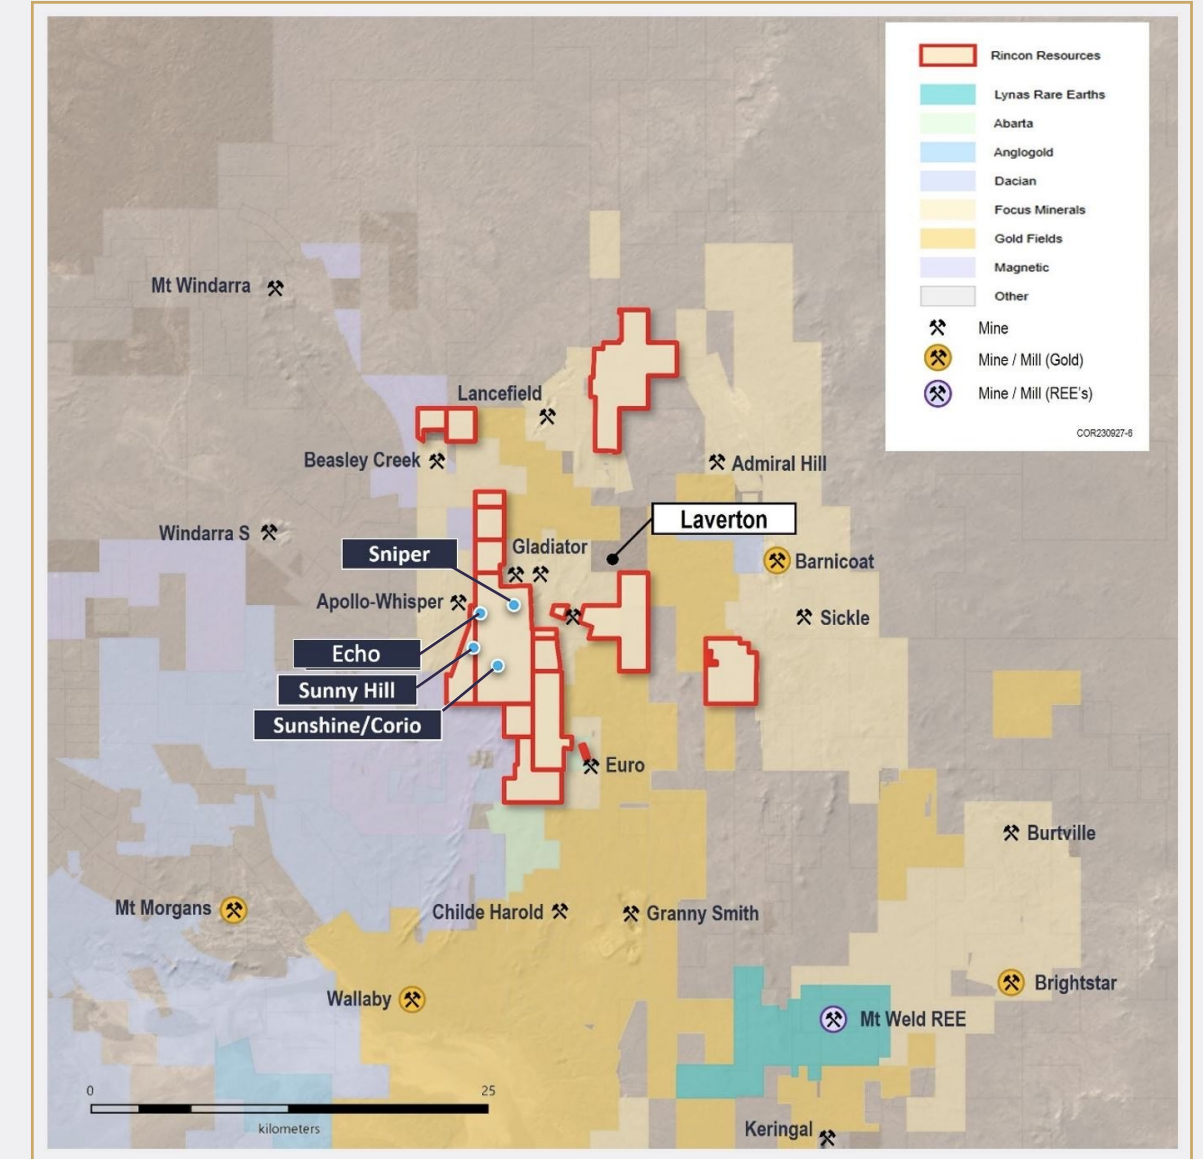 Rincon Resources
Lynas Rare Earths
Abarta
Anglogold
Dacian
Focus Minerals
Gold Fields
Magnetic
Other
Mine
Mine / Mill (Gold)
Mine / Mill (REE's)
COR230927-6
Mt Windarra
Lancefield
Beasley Creek
Admiral Hill
Laverton
Windarra S
Sniper
Gladiator
Barnicoat
Apollo-Whisper
Sickle
Echo
Sunny Hill
Sunshine/Corio
Euro
Burtville
Mt Morgans
Childe Harold
Granny Smith
Wallaby
Brightstar
Mt Weld REE
0 25
kilometers
Keringal